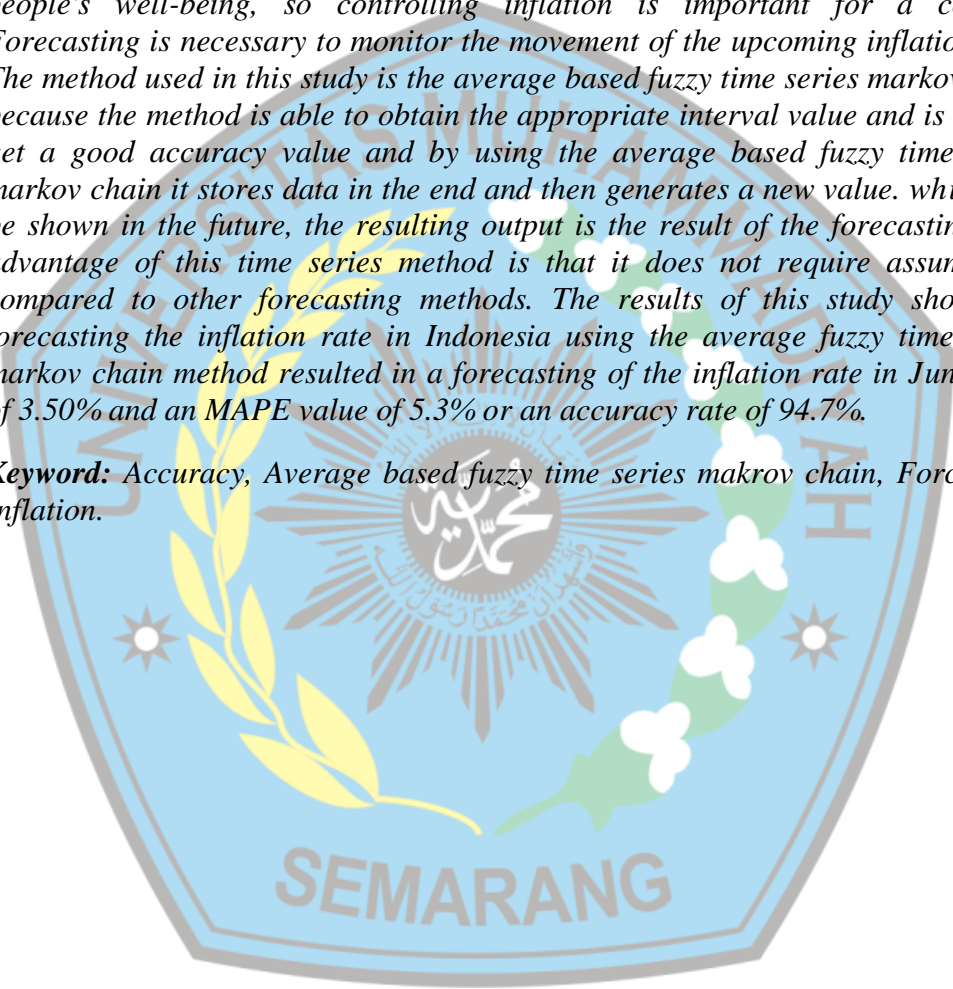 people's well-being, so controlling inflation is important for a
Forecasting is necessary to monitor the movement of the upcoming
The method used in this study is the average based fuzzy time series
because the method is able to obtain the appropriate interval value and is
get a good accuracy value and by using the average based fuzzy time
markov chain it stores data in the end and then generates a new value.
be shown in the future, the resulting output is the result of the
advantage of this time series method is that it does not require
compared to other forecasting methods. The results of this study
forecasting the inflation rate in Indonesia using the average fuzzy time
markov chain method resulted in a forecasting of the inflation rate in
of 3.50% and an MAPE value of 5.3% or an accuracy rate of 94.7%.
Keyword: Accuracy, Average based fuzzy time series makrov chain,
Inflation.
UNIVERSITAS MUHAMMADIYAH
محمد
SEMARANG